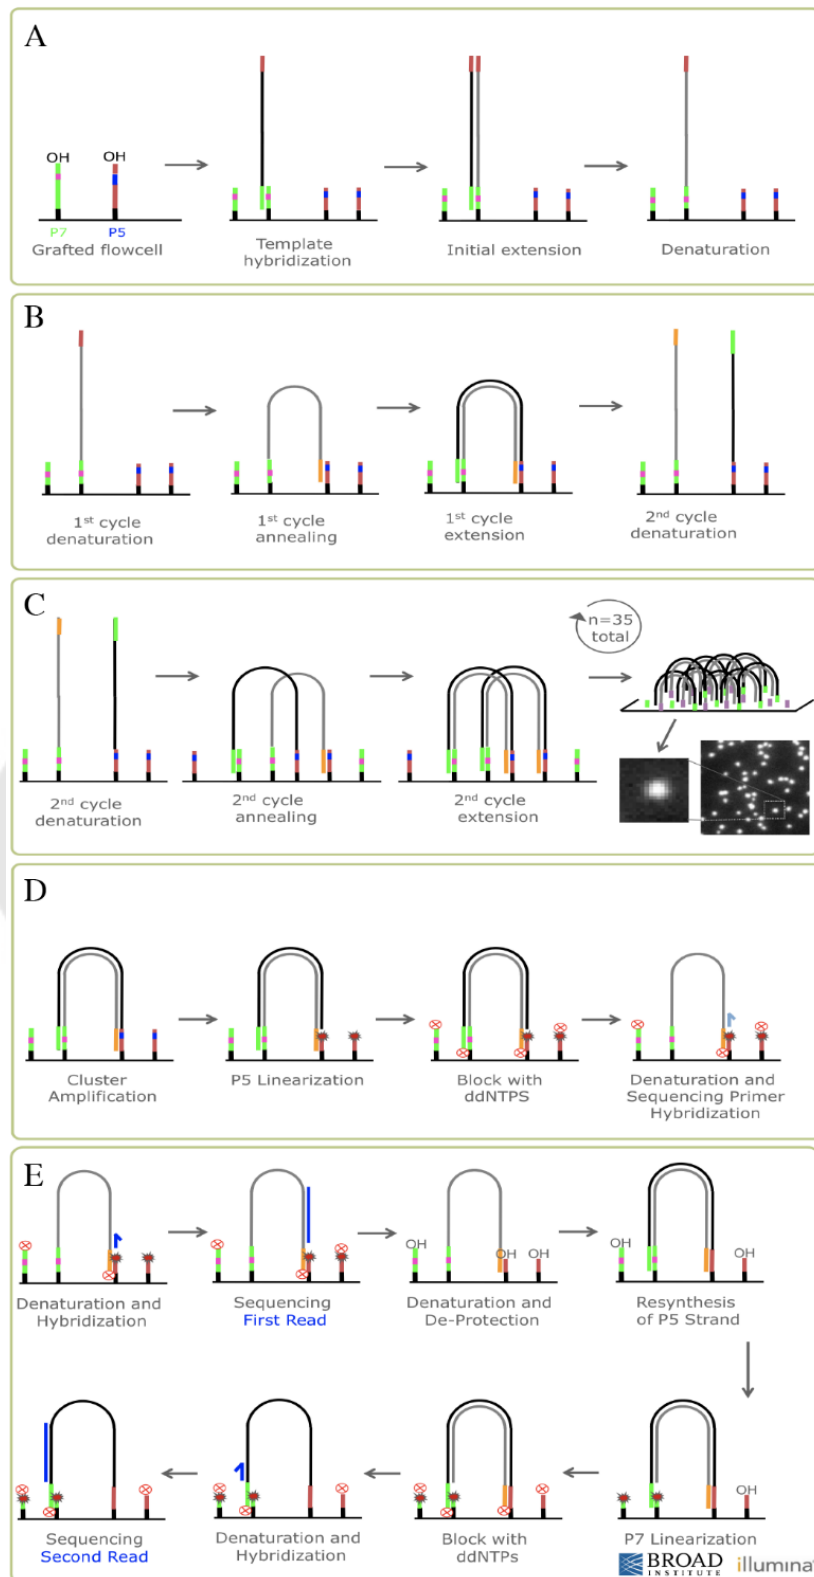 A
OH
OH
P7
P5
Grafted flowcell
Template
hybridization
Initial extension
Denaturation
B
1st cycle
denaturation
1st cycle
annealing
1st cycle
extension
2nd cycle
denaturation
C
n=35
total
2nd cycle
denaturation
2nd cycle
annealing
2nd cycle
extension
D
Cluster
Amplification
P5 Linearization
Block with
ddNTPS
Denaturation and
Sequencing Primer
Hybridization
E
OH
OH
OH
OH
OH
Denaturation and
Hybridization
Sequencing
First Read
Denaturation and
De-Protection
Resynthesis
of P5 Strand
OH
Sequencing
Second Read
Denaturation and
Hybridization
Block with
ddNTPs
P7 Linearization
BROAD
INSTITUTE
illumina